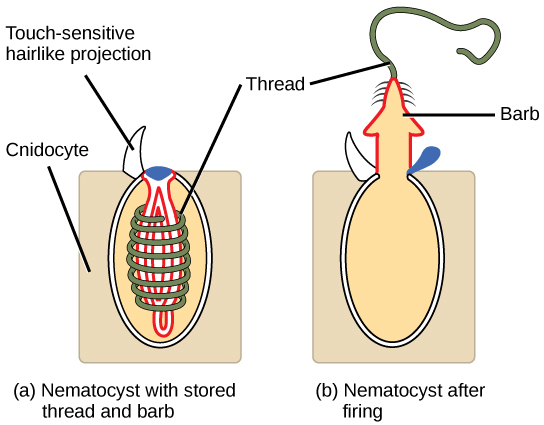 Touch-sensitive
hairlike projection
Thread
Barb
Cnidocyte
(a) Nematocyst with stored
thread and barb
(b) Nematocyst after
firing